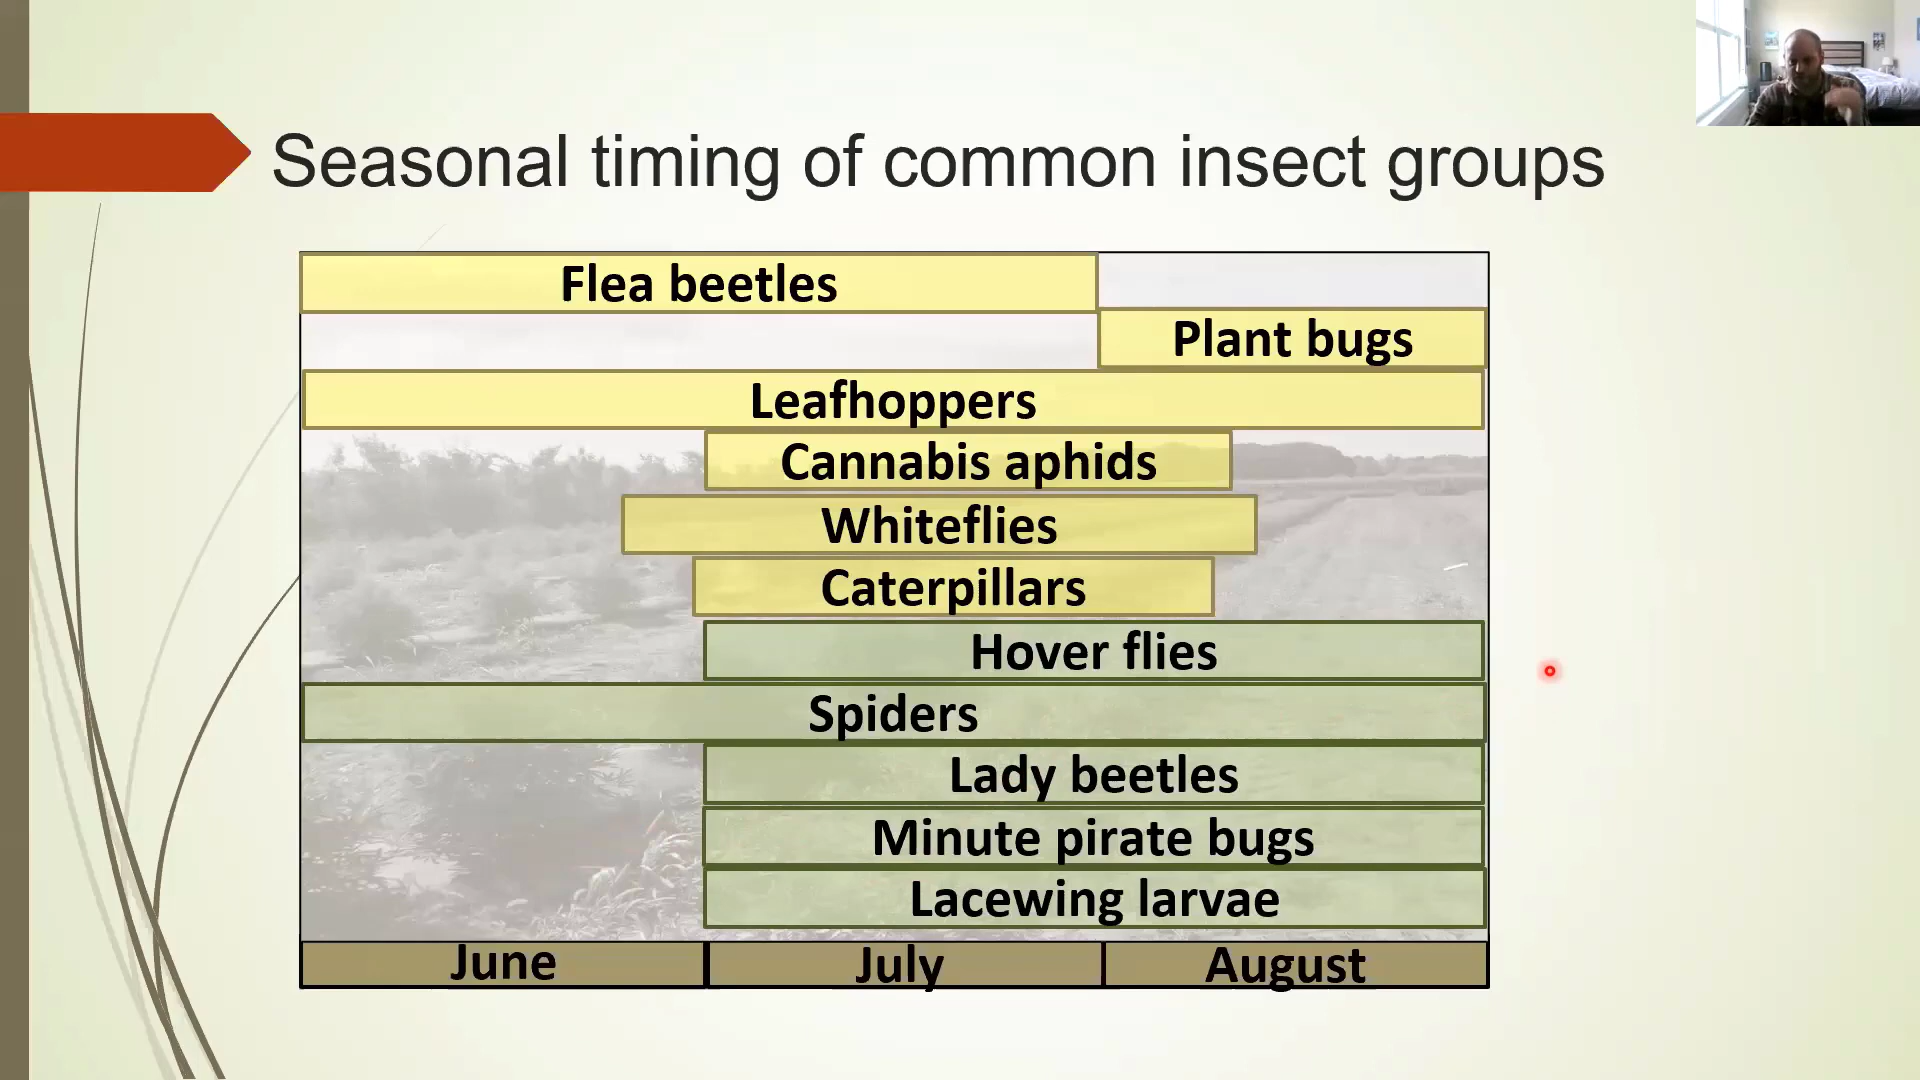 Seasonal timing of common insect groups
Flea beetles
Plant bugs
Leafhoppers
Cannabis aphids
Whiteflies
Caterpillars
Hover flies
Spiders
Lady beetles
Minute pirate bugs
Lacewing larvae
June July August